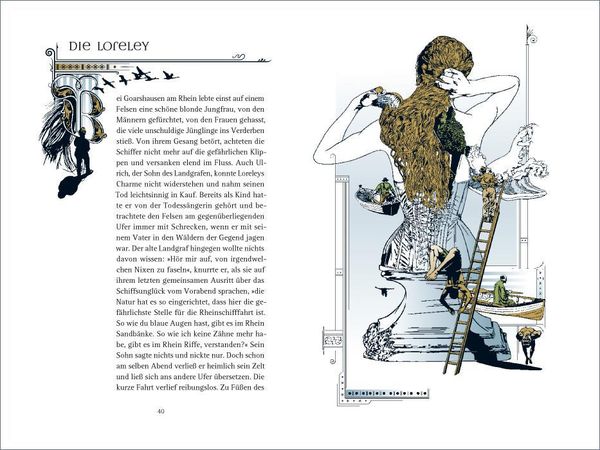 DIE LORELEY
B
ei Goarshausen am Rhein lebte einst auf einem
Felsen eine schöne blonde Jungfrau, von den
Männern gefürchtet, von den Frauen gehasst,
die viele unschuldige Jünglinge ins Verderben
stieß. Von ihrem Gesang betört, achteten die
Schiffer nicht mehr auf die gefährlichen Klip-
pen und versanken elend im Fluss. Auch Ul-
rich, der Sohn des Landgrafen, konnte Loreleys
Charme nicht widerstehen und nahm seinen
Tod leichtsinnig in Kauf. Bereits als Kind hat-
te er von der Todessängerin gehört und be-
trachtete den Felsen am gegenüberliegenden
Ufer immer mit Schrecken, wenn er mit sei-
nem Vater in den Wäldern der Gegend jagen
war. Der alte Landgraf hingegen wollte nichts
davon wissen: »Hör mir auf, von irgendwel-
chen Nixen zu faseln«, knurrte er, als sie auf
ihrem letzten gemeinsamen Ausritt über das
Schiffsunglück vom Vorabend sprachen, »die
Natur hat es so eingerichtet, dass hier die ge-
fährlichste Stelle für die Rheinschifffahrt ist.
So wie du blaue Augen hast, gibt es im Rhein
Sandbänke. So wie ich keine Zähne mehr ha-
be, gibt es im Rhein Riffe, verstanden?« Sein
Sohn sagte nichts und nickte nur. Doch schon
am selben Abend verließ er heimlich sein Zelt
und ließ sich ans andere Ufer übersetzen. Die
kurze Fahrt verlief reibungslos. Zu Füßen des
40